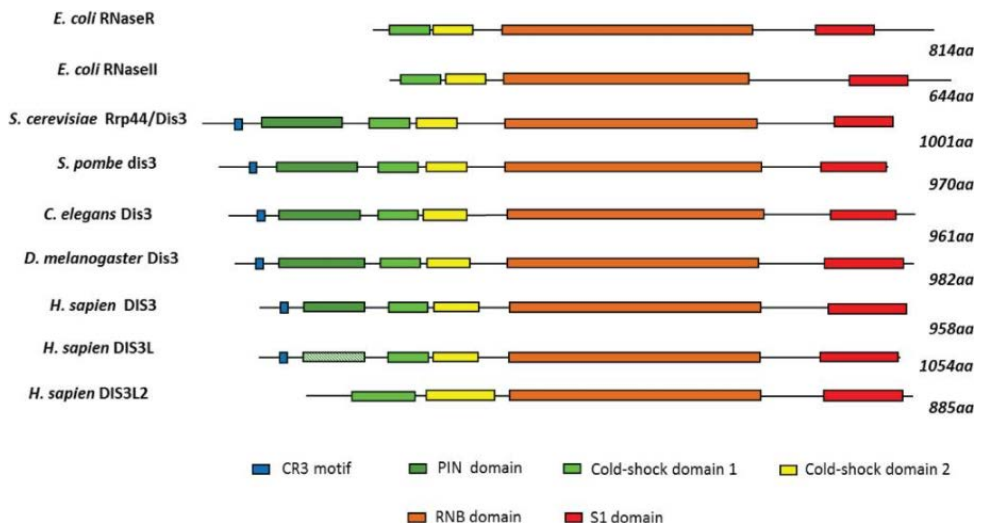 E. coli RNaseR
814aa
E. coli RNaseII
644aa
S. cerevisiae Rrp44/Dis3
1001aa
S. pombe dis3
970aa
C. elegans Dis3
961aa
D. melanogaster Dis3
982aa
H. sapien DIS3
958aa
H. sapien DIS3L
1054aa
H. sapien DIS3L2
885aa
CR3 motif PIN domain Cold-shock domain 1 Cold-shock domain 2
RNB domain S1 domain